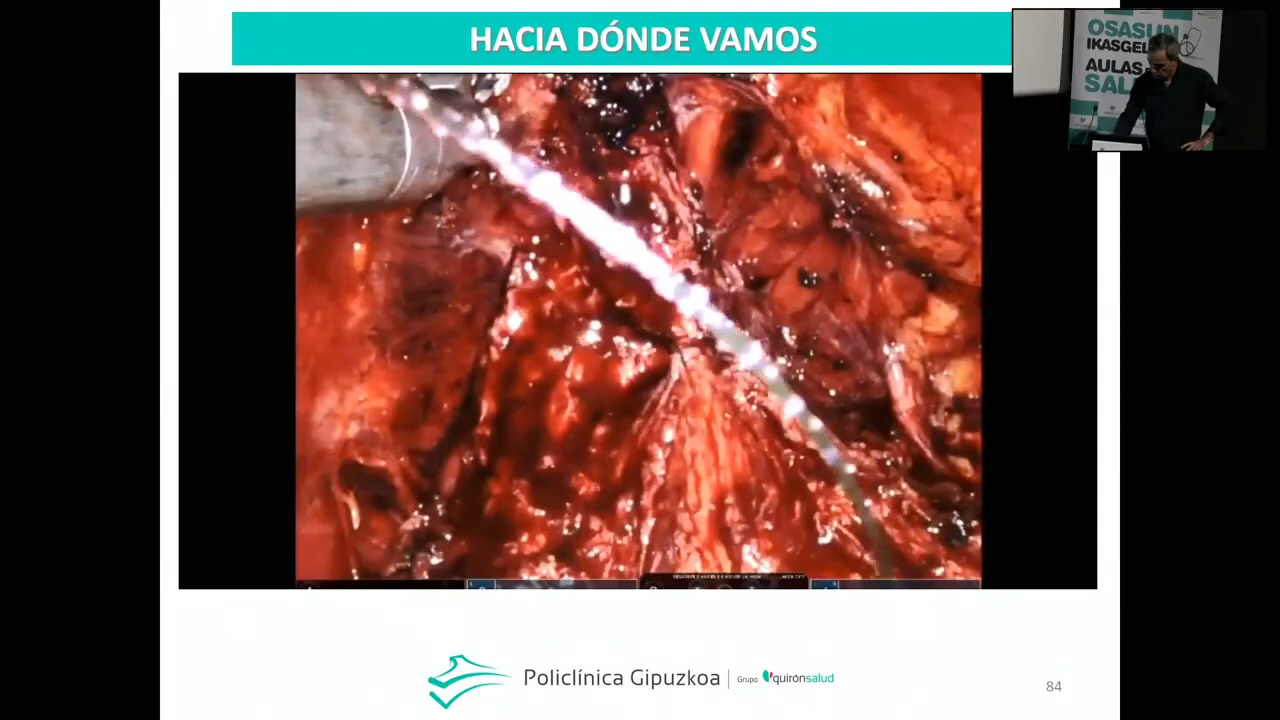 HACIA DÓNDE VAMOS
OSASUN
IKASGEL
AULAS
SAL
Policlínica Gipuzkoa
Grupo
quirónsalud
84